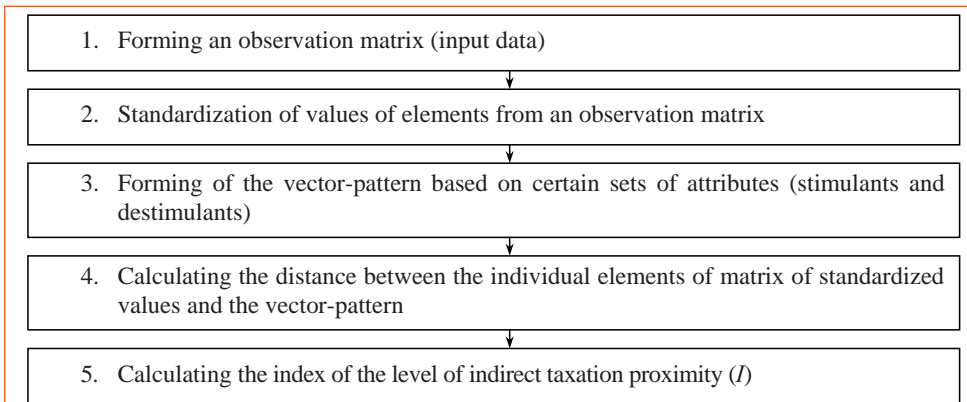 1. Forming an observation matrix (input data)
2. Standardization of values of elements from an observation matrix
3. Forming of the vector-pattern based on certain sets of attributes (stimulants and
destimulants)
4. Calculating the distance between the individual elements of matrix of standardized
values and the vector-pattern
5. Calculating the index of the level of indirect taxation proximity (I)